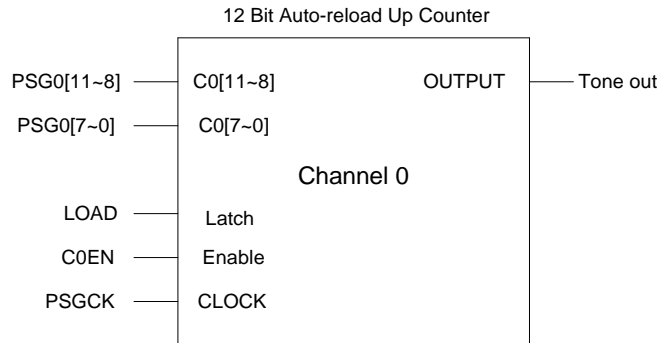 12 Bit Auto-reload Up Counter
PSG0[11~8] C0[11~8] OUTPUT Tone out
PSG0[7~0] C0[7~0]
Channel 0
LOAD Latch
C0EN Enable
PSGCK CLOCK